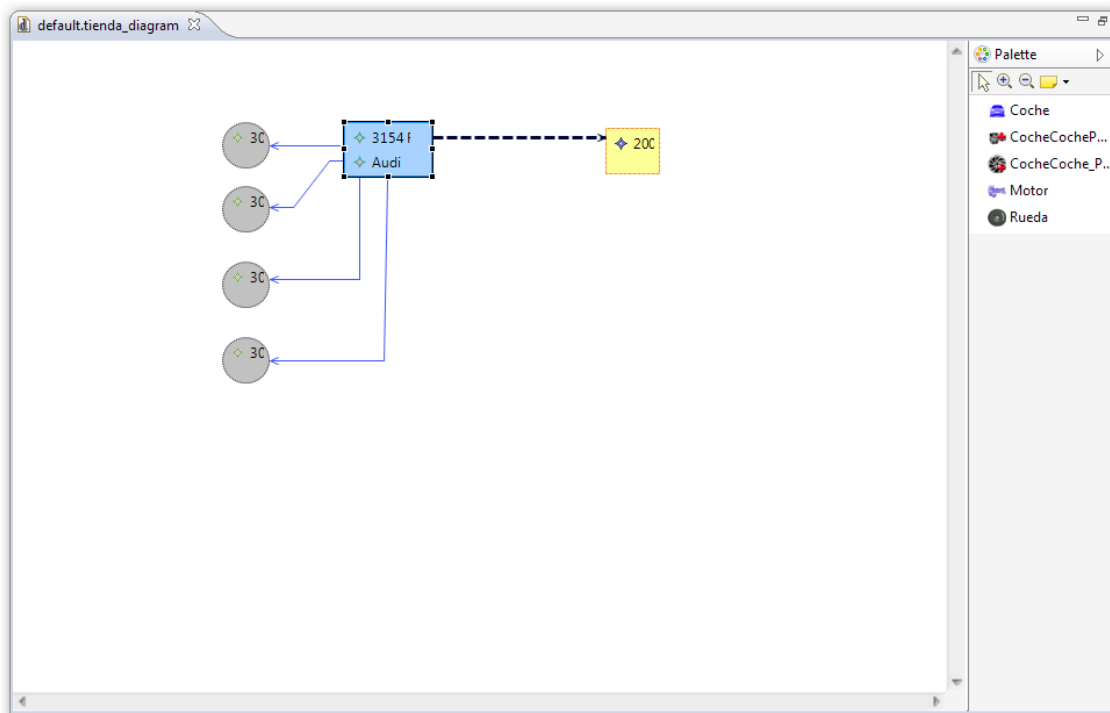 default.tienda_diagram
Palette
Coche
CocheCocheP...
CocheCoche_P...
Motor
Rueda
30
3154
Audi
200
30
30
30